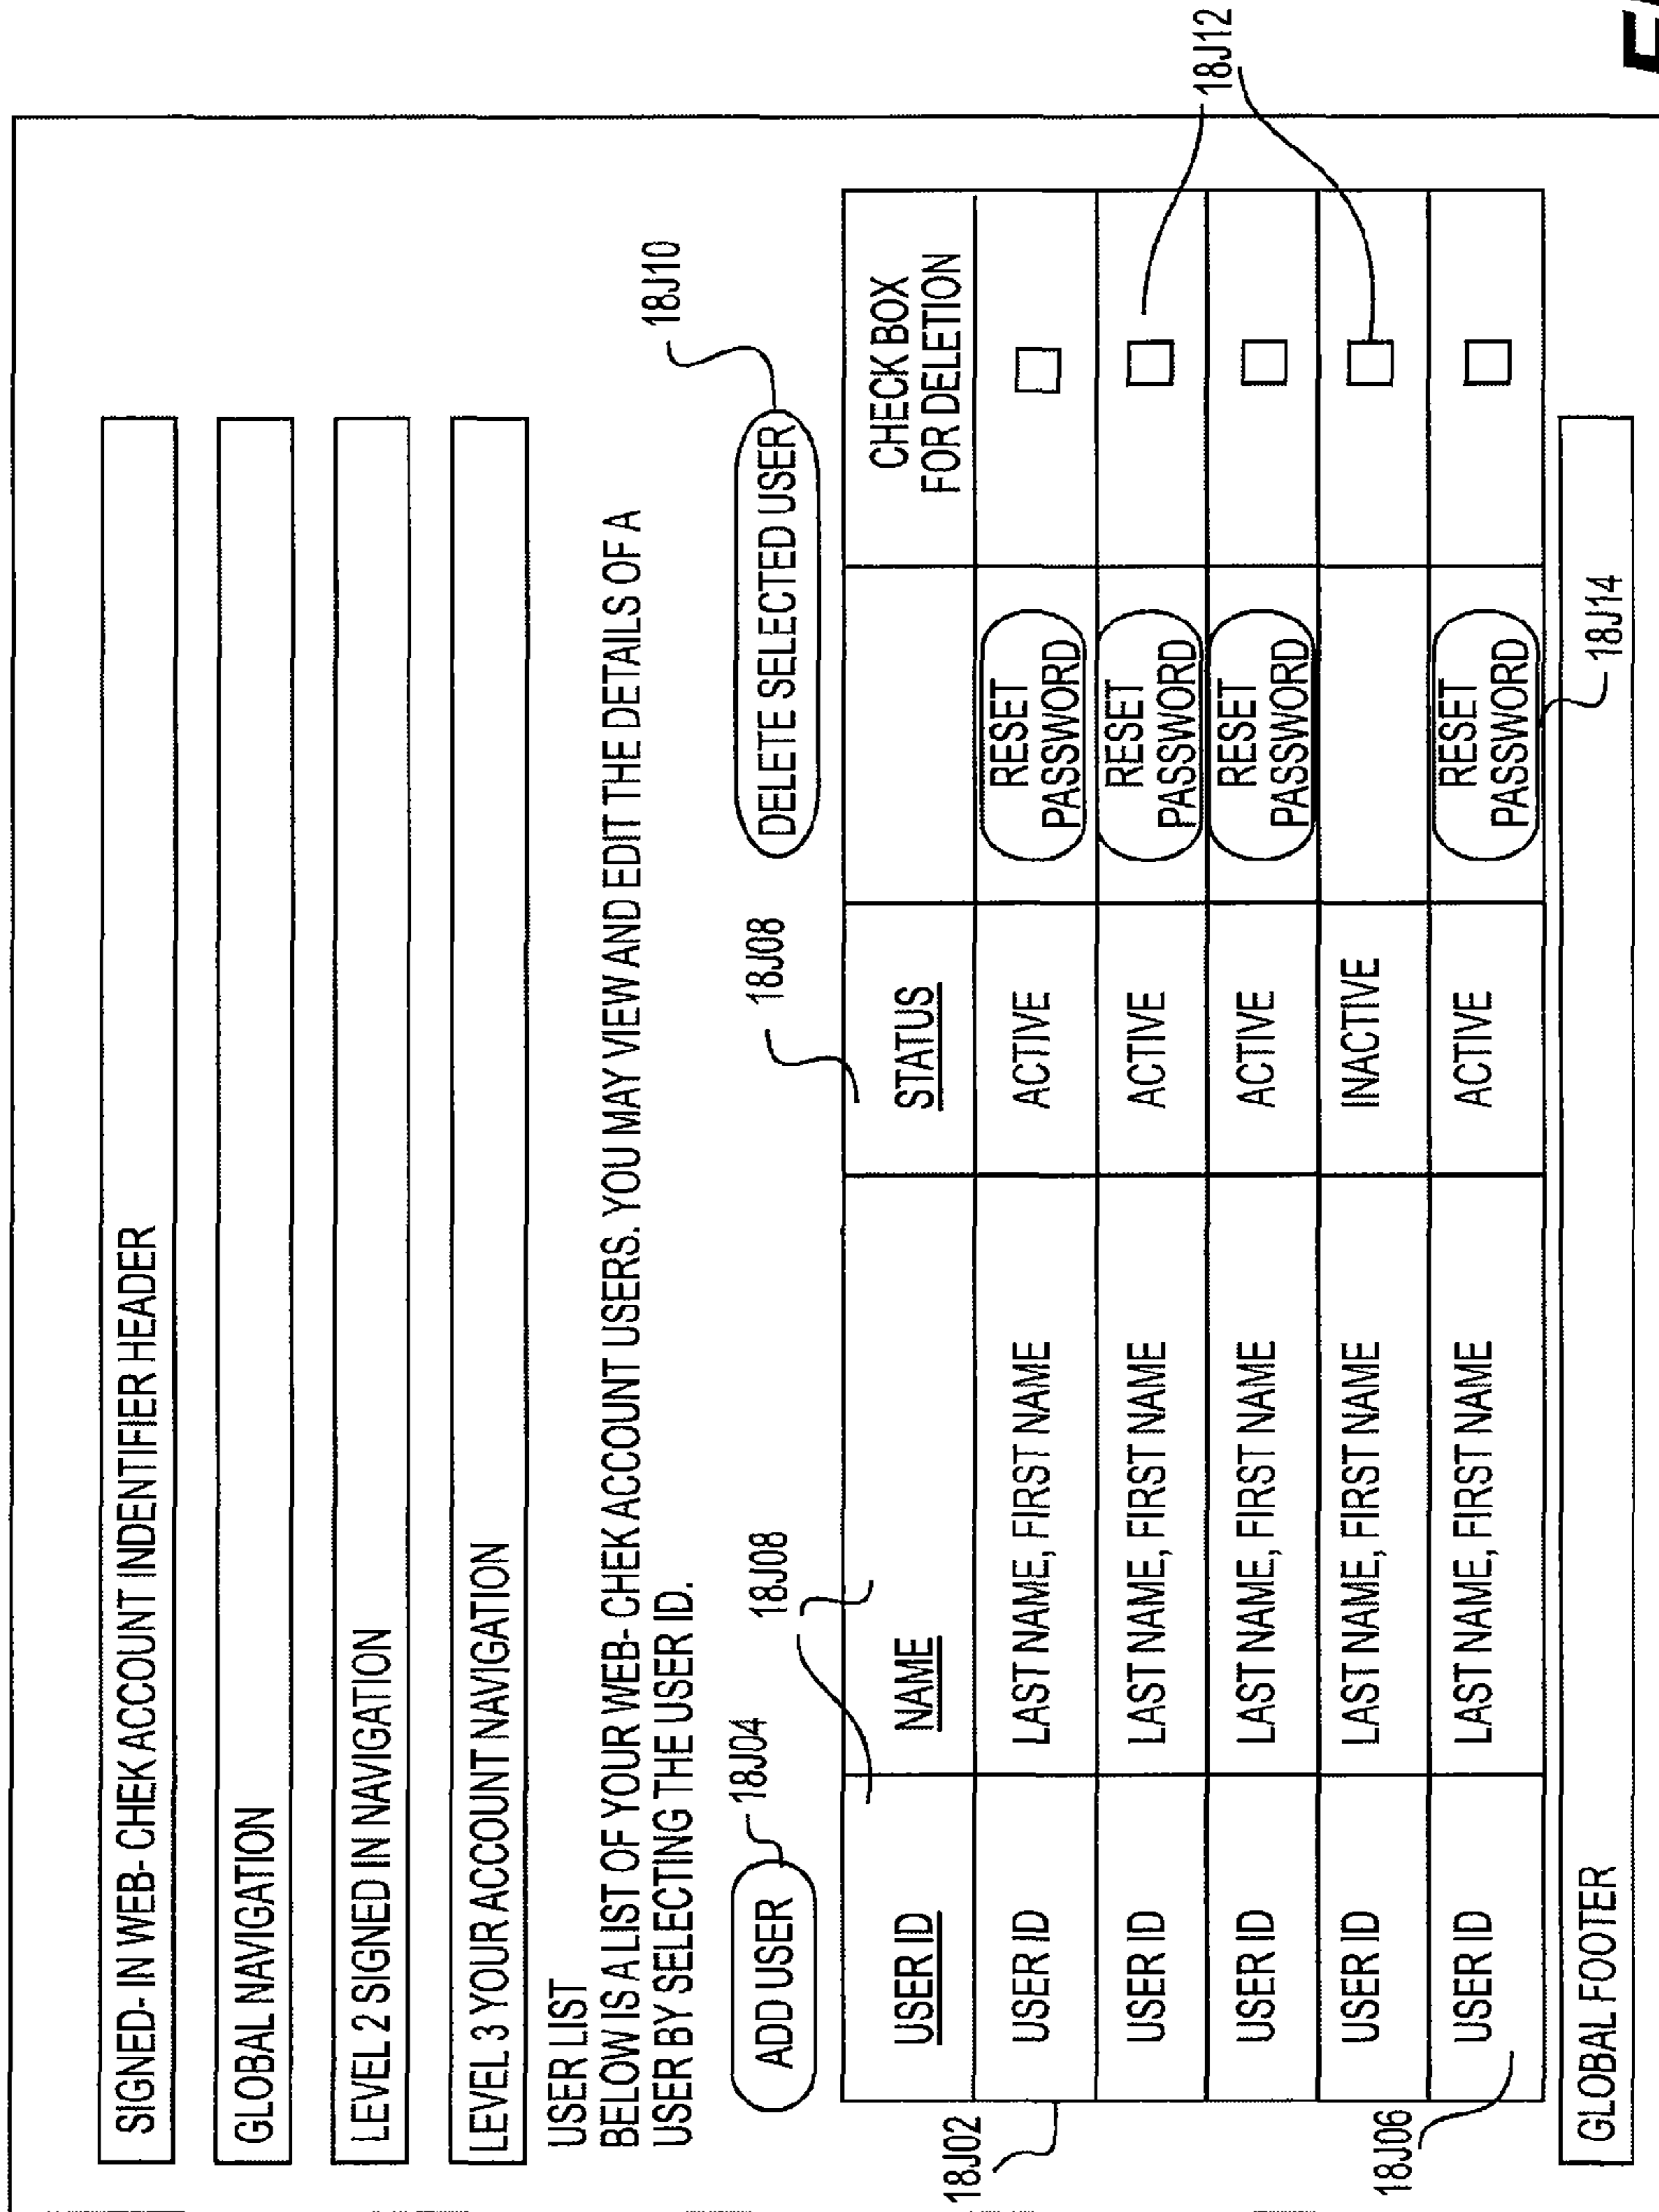 SIGNED- IN WEB- CHEK ACCOUNT INDENTIFIER HEADER
GLOBAL NAVIGATION
LEVEL 2 SIGNED IN NAVIGATION
LEVEL 3 YOUR ACCOUNT NAVIGATION
USER LIST
BELOW IS A LIST OF YOUR WEB- CHEK ACCOUNT USERS. YOU MAY VIEW AND EDIT THE DETAILS OF A
USER BY SELECTING THE USER ID.
18J10
ADD USER 18J04 18J08 18J08 DELETE SELECTED USER
USER ID NAME STATUS CHECK BOX
FOR DELETION
USER ID LAST NAME, FIRST NAME ACTIVE RESET
PASSWORD
18J02
USER ID LAST NAME, FIRST NAME ACTIVE RESET
PASSWORD
18J12
USER ID LAST NAME, FIRST NAME ACTIVE RESET
PASSWORD
USER ID LAST NAME, FIRST NAME INACTIVE
USER ID LAST NAME, FIRST NAME ACTIVE RESET
PASSWORD
18J06
18J14
GLOBAL FOOTER